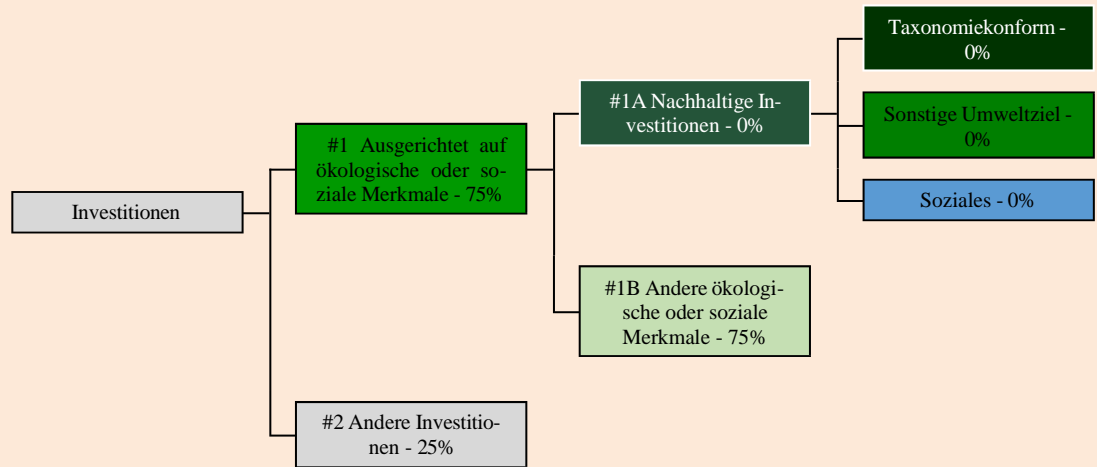 Taxonomiekonform -
0%
#1A Nachhaltige In-
vestitionen - 0%
Sonstige Umweltziel -
0%
#1 Ausgerichtet auf
ökologische oder so-
ziale Merkmale - 75%
Investitionen
Soziales - 0%
#1B Andere ökologi-
sche oder soziale
Merkmale - 75%
#2 Andere Investitio-
nen - 25%